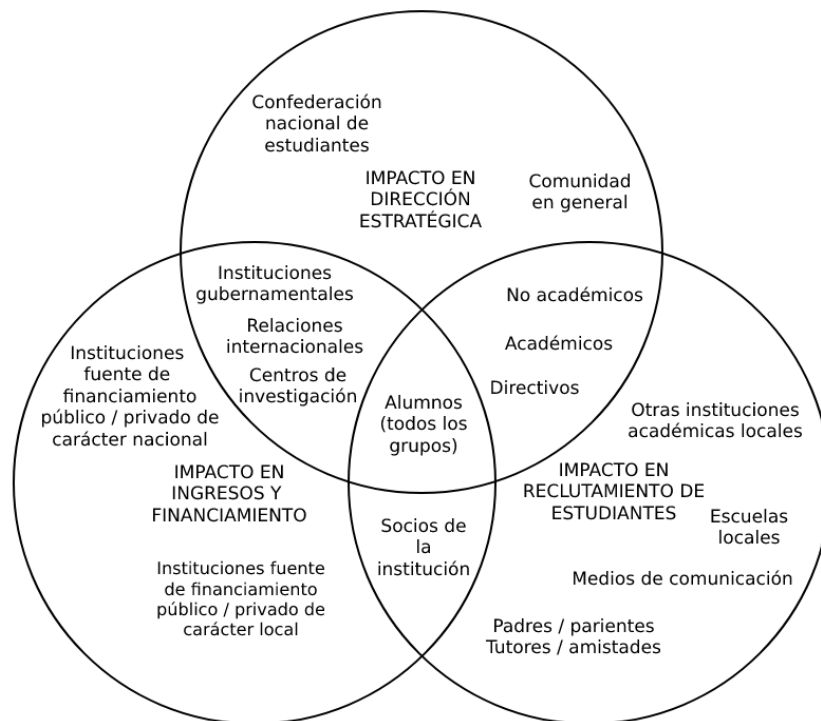 Confederación
nacional de
estudiantes
IMPACTO EN
DIRECCIÓN
ESTRATÉGICA
Comunidad
en general
Instituciones
gubernamentales
Relaciones
internacionales
Centros de
investigación
No académicos
Académicos
Directivos
Instituciones
fuente de
financiamiento
público / privado de
carácter nacional
Alumnos
(todos los
grupos)
Otras instituciones
académicas locales
IMPACTO EN
INGRESOS Y
FINANCIAMIENTO
IMPACTO EN
RECLUTAMIENTO DE
ESTUDIANTES
Escuelas
locales
Socios de
la
institución
Instituciones fuente
de financiamiento
público / privado de
carácter local
Medios de comunicación
Padres / parientes
Tutores / amistades